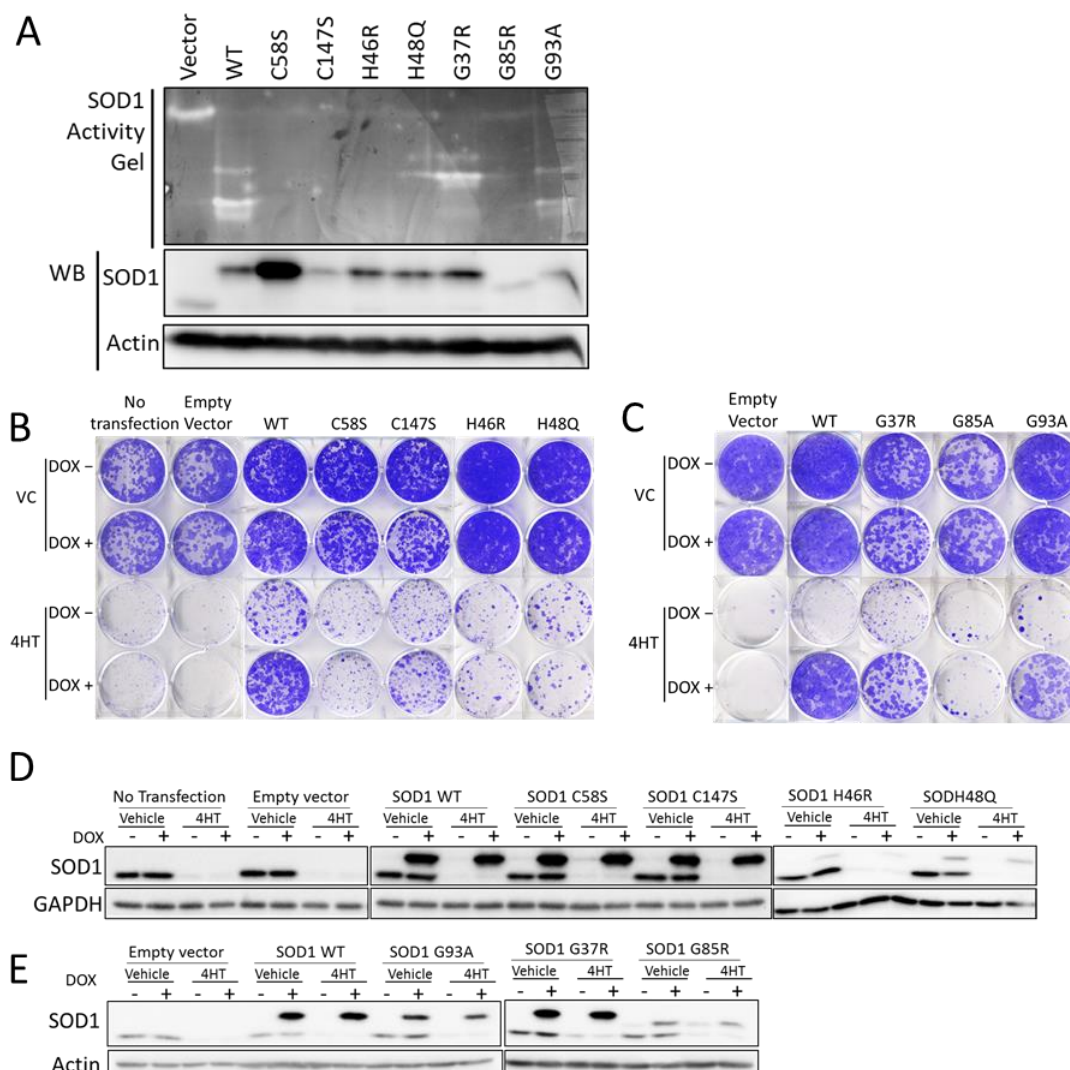 A
Vector WT C58S C147S H46R H48Q G37R G85R G93A
SOD1
Activity
Gel
WB SOD1
Actin
B
No
transfection
Empty
Vector
WT C58S C147S H46R H48Q
VC
DOX −
DOX +
4HT
DOX −
DOX +
C
Empty
Vector
WT G37R G85A G93A
VC
DOX −
DOX +
4HT
DOX −
DOX +
D
No Transfection Empty vector SOD1 WT SOD1 C58S SOD1 C147S SOD1 H46R SODH48Q
Vehicle 4HT Vehicle 4HT Vehicle 4HT Vehicle 4HT Vehicle 4HT Vehicle 4HT Vehicle 4HT
DOX - + - + - + - + - + - + - + - + - + - + - + - + - + - +
SOD1
GAPDH
E
Empty vector SOD1 WT SOD1 G93A SOD1 G37R SOD1 G85R
Vehicle 4HT Vehicle 4HT Vehicle 4HT Vehicle 4HT Vehicle 4HT
DOX - + - + - + - + - + - + - + - + - + - +
SOD1
Actin